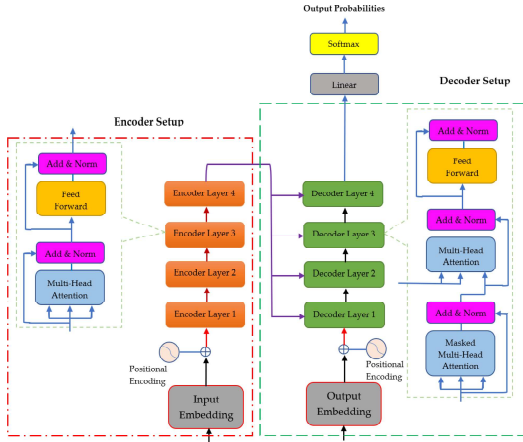 Output Probabilities
Softmax
Linear
Decoder Setup
Encoder Setup
Add & Norm
Feed
Forward
Add & Norm
Multi-Head
Attention
Encoder Layer 4
Encoder Layer 3
Encoder Layer 2
Encoder Layer 1
Positional
Encoding
Input
Embedding
Decoder Layer 4
Decoder Layer 3
Decoder Layer 2
Decoder Layer 1
Positional
Encoding
Output
Embedding
Add & Norm
Feed
Forward
Add & Norm
Multi-Head
Attention
Add & Norm
Masked
Multi-Head
Attention